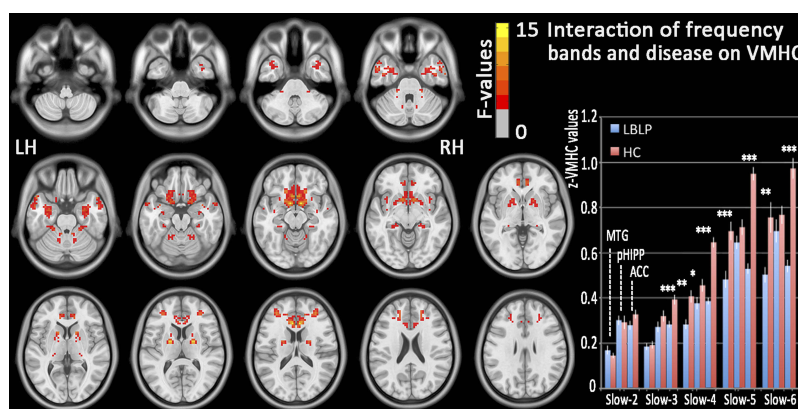 15
F-values
0
Interaction of frequency
bands and disease on VMHC
LH
RH
z-VMHC values
1.2
1.0
0.8
0.6
0.4
0.2
0
LBLP
HC
MTG
pHIPP
ACC
***
**
*
***
***
***
**
***
Slow-2
Slow-3
Slow-4
Slow-5
Slow-6